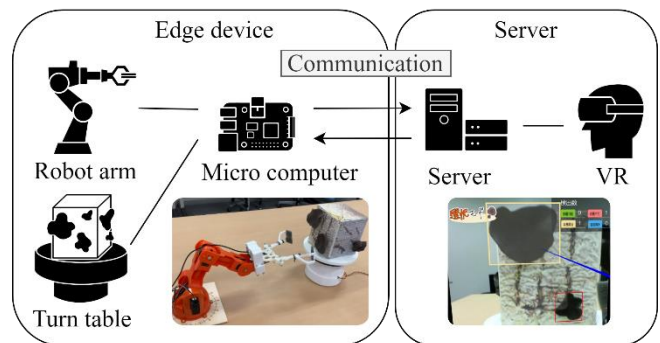 Edge device
Server
Communication
Robot arm
Micro computer
Server
VR
Turn table